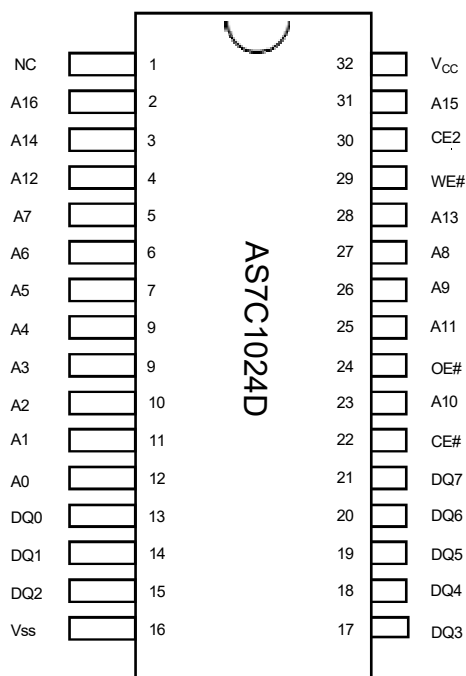 NC 1 32 VCC
A16 2 31 A15
A14 3 30 CE2
A12 4 29 WE#
A7 5 28 A13
A6 6 27 A8
A5 7 26 A9
A4 9 25 A11
A3 9 24 OE#
A2 10 23 A10
A1 11 22 CE#
A0 12 21 DQ7
DQ0 13 20 DQ6
DQ1 14 19 DQ5
DQ2 15 18 DQ4
Vss 16 17 DQ3
AS7C1024D